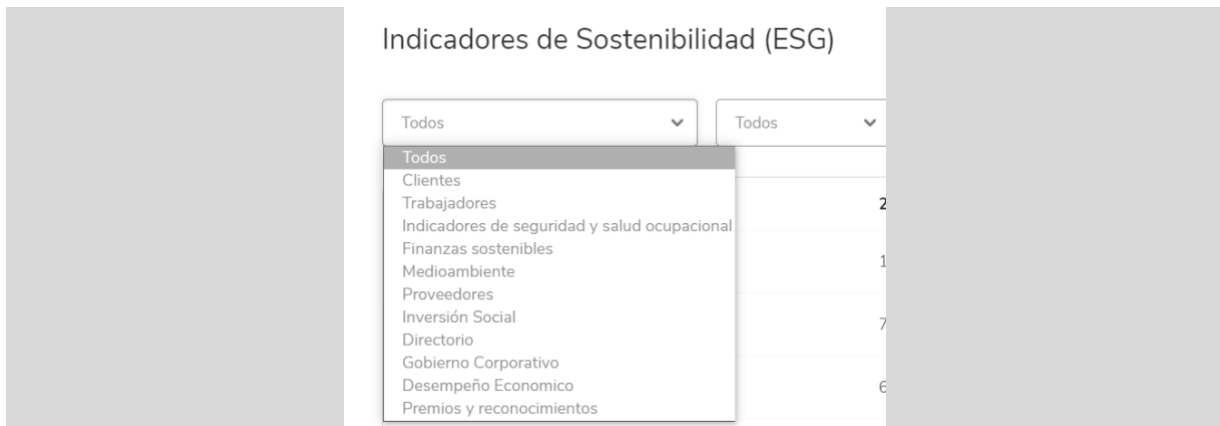 Indicadores de Sostenibilidad (ESG)
Todos Todos
Todos
Clientes
Trabajadores
Indicadores de seguridad y salud ocupacional
Finanzas sostenibles
Medioambiente
Proveedores
Inversión Social
Directorio
Gobierno Corporativo
Desempeño Economico
Premios y reconocimientos